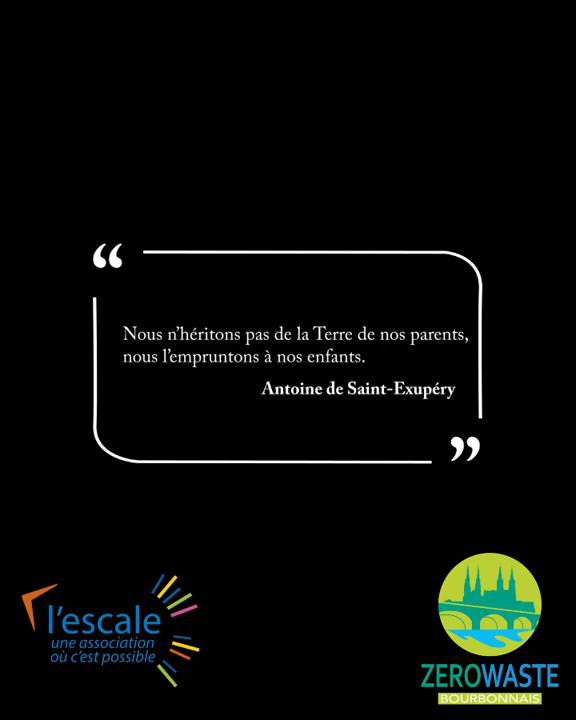 “
Nous n’héritons pas de la Terre de nos parents,
nous l’empruntons à nos enfants.
Antoine de Saint-Exupéry
”
l’escale
une association
où c’est possible
ZEROWASTE
BOURBONNAIS